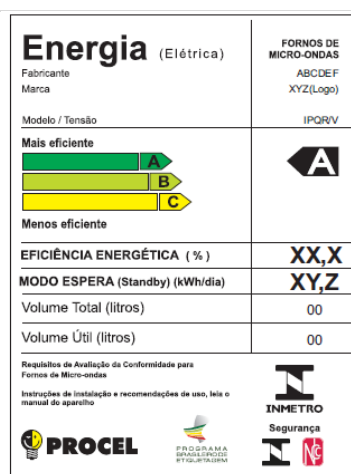 Energia (Elétrica)
FORNOS DE
MICRO-ONDAS
Fabricante
ABCDEF
Marca
XYZ(Logo)
Modelo / Tensão
IPQR/V
Mais eficiente
A
A
B
C
Menos eficiente
EFICIÊNCIA ENERGÉTICA ( % )
XX,X
MODO ESPERA (Standby) (kWh/dia)
XY,Z
Volume Total (litros)
00
Volume Útil (litros)
00
Requisitos de Avaliação da Conformidade para
Fornos de Micro-ondas
Instruções de instalação e recomendações de uso, leia o
manual do aparelho
INMETRO
Segurança
PROCEL
PROGRAMA
BRASILEIRO DE
ETIQUETAGEM